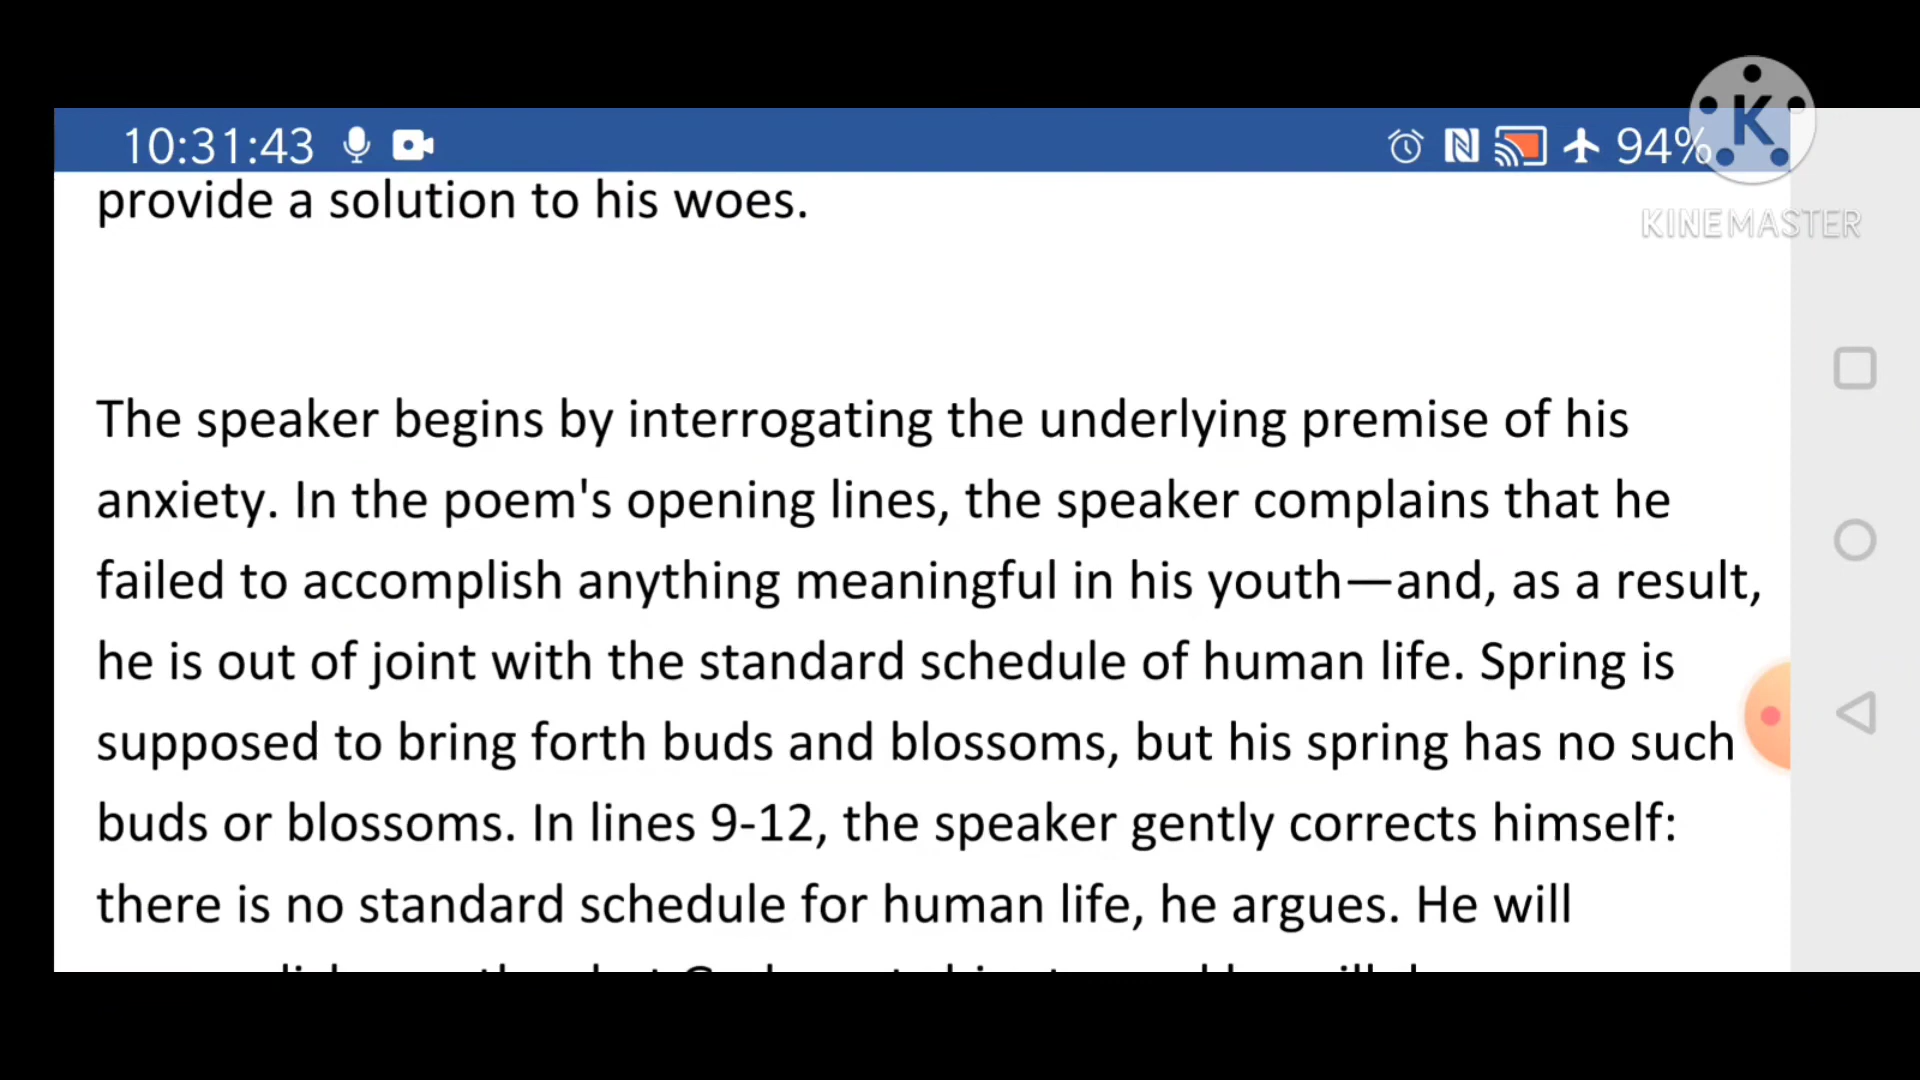 10:31:43 94%
K
KINEMASTER
provide a solution to his woes.
The speaker begins by interrogating the underlying premise of his
anxiety. In the poem's opening lines, the speaker complains that he
failed to accomplish anything meaningful in his youth—and, as a result,
he is out of joint with the standard schedule of human life. Spring is
supposed to bring forth buds and blossoms, but his spring has no such
buds or blossoms. In lines 9-12, the speaker gently corrects himself:
there is no standard schedule for human life, he argues. He will